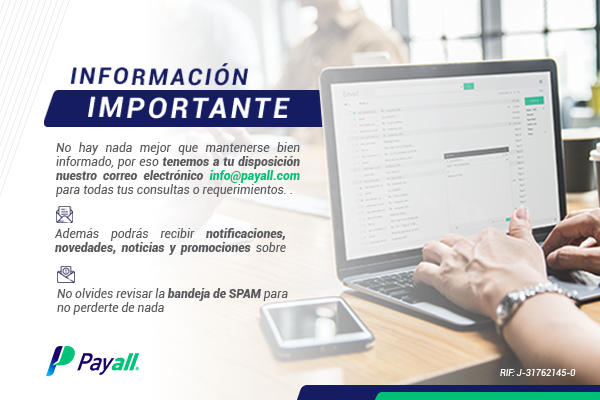 INFORMACIÓN
IMPORTANTE
No hay nada mejor que mantenerse bien
informado, por eso tenemos a tu disposición
nuestro correo electrónico info@payall.com
para todas tus consultas o requerimientos. .
Además podrás recibir notificaciones,
novedades, noticias y promociones sobre
No olvides revisar la bandeja de SPAM para
no perderte de nada
Payall
RIF: J-31762145-0